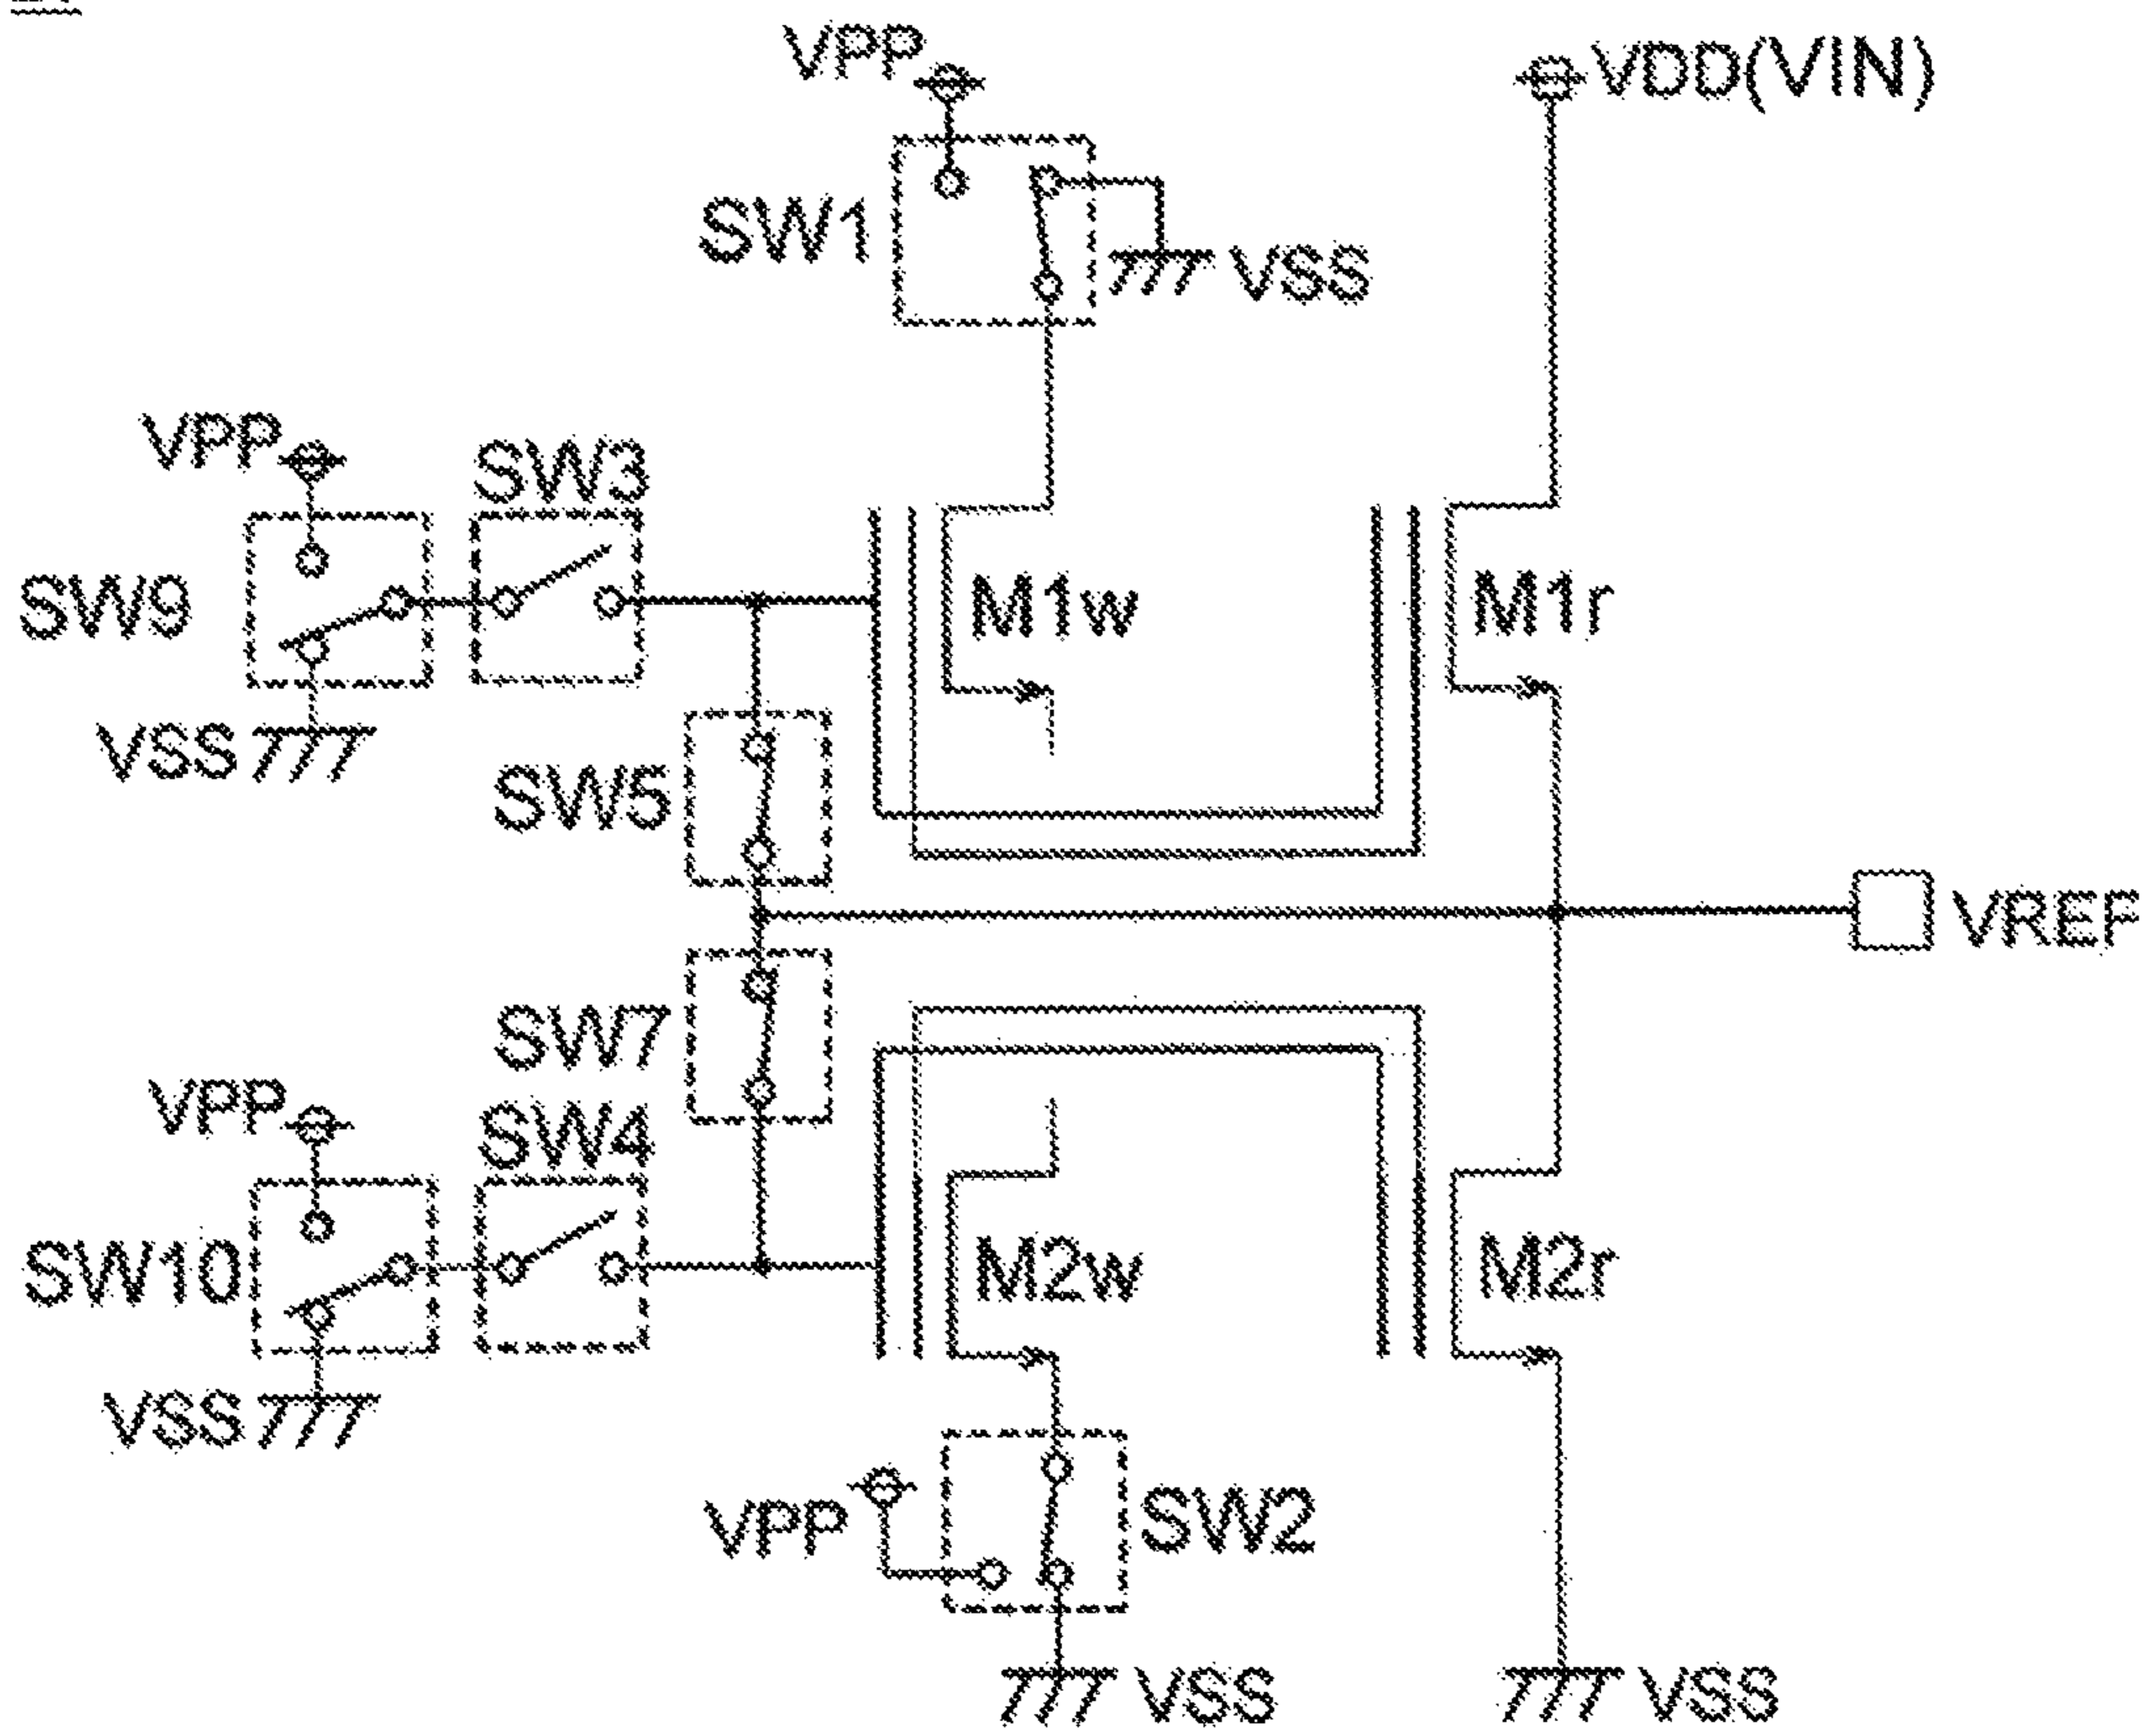 VPP
VDD(VIN)
SW1
VSS
VPP
SW3
SW9
M1w
M1r
VSS
SW5
VREF
SW7
VPP
SW4
SW10
M2w
M2r
VSS
VPP
SW2
VSS
VSS